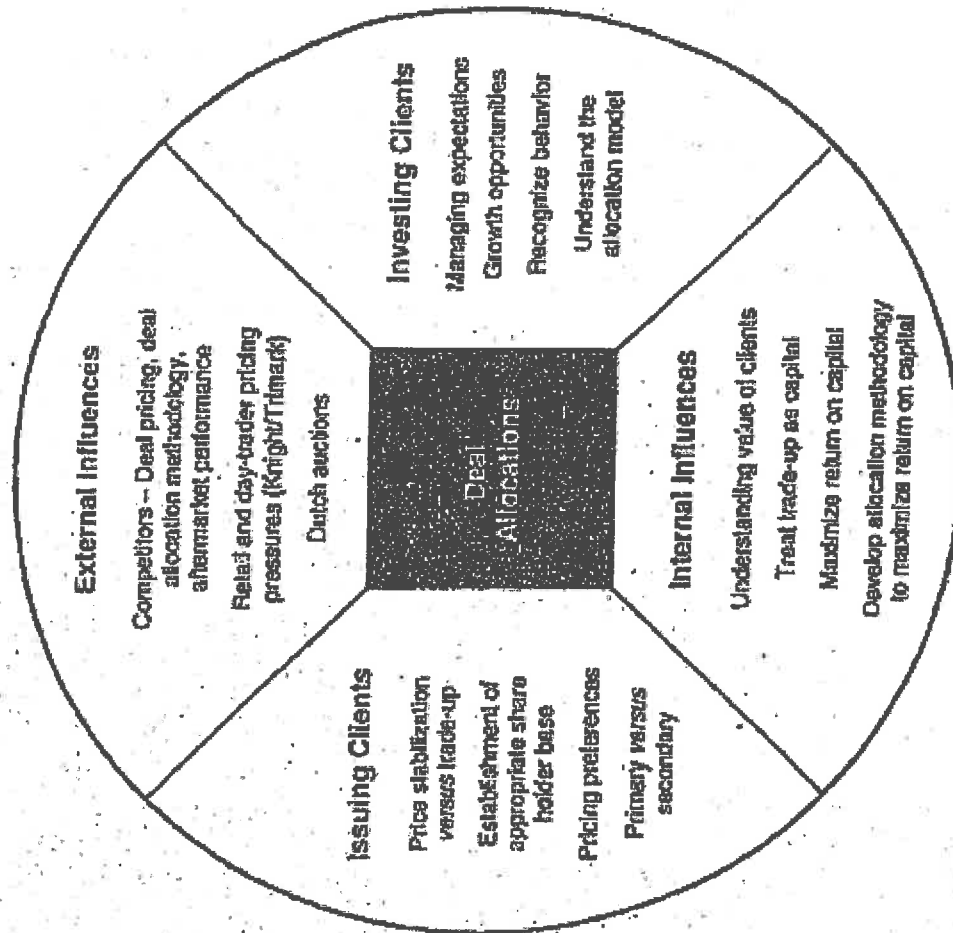 External Influences
Competitors – Deal pricing, deal
allocation methodology,
aftermarket performance
Retail and day-trader pricing
pressures (Knight/Trimark)
Dutch auctions
Issuing Clients
Price stabilization
versus trade-up
Establishment of
appropriate share
holder base
Pricing preferences
Primary versus
secondary
Deal
Allocations
Investing Clients
Managing expectations
Growth opportunities
Recognize behavior
Understand the
allocation model
Internal Influences
Understanding value of clients
Treat trade-up as capital
Maximize return on capital
Develop allocation methodology
to maximize return on capital